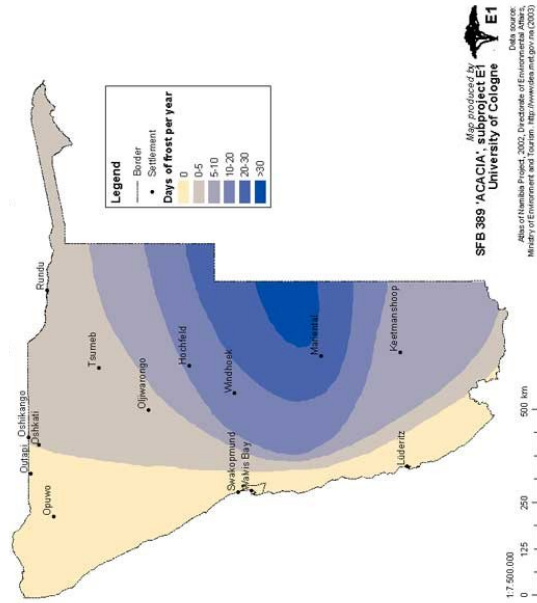 Rundu
Oshikango
Outapi
Oshkati
Opuwo
Tsumeb
Otjiwarongo
Hochfeld
Windhoek
Swakopmund
Walvis Bay
Mariental
Keetmanshoop
Lüderitz
Legend
Border
Settlement
Days of frost per year
0
0-5
5-10
10-20
20-30
>30
1:7.500.000
0 125 250 500 km
Map produced by
SFB 389 'ACACIA', subproject E1
University of Cologne
E1
Data source:
Atlas of Namibia Project, 2002, Directorate of Environmental Affairs,
Ministry of Environment and Tourism. http://www.dea.met.gov.na (2003)